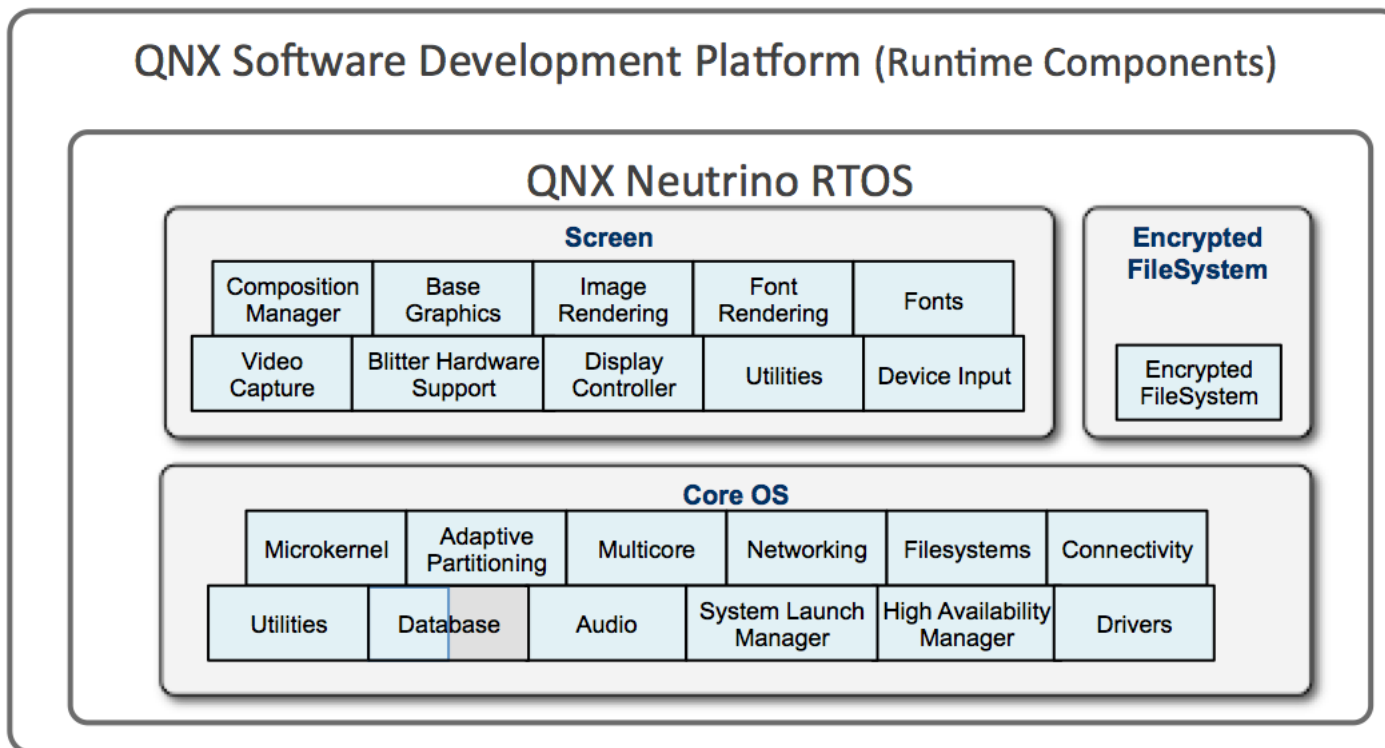 QNX Software Development Platform (Runtime Components)
QNX Neutrino RTOS
Screen
Composition
Manager
Base
Graphics
Image
Rendering
Font
Rendering
Fonts
Video
Capture
Blitter Hardware
Support
Display
Controller
Utilities
Device Input
Encrypted
FileSystem
Encrypted
FileSystem
Core OS
Microkernel
Adaptive
Partitioning
Multicore
Networking
Filesystems
Connectivity
Utilities
Database
Audio
System Launch
Manager
High Availability
Manager
Drivers